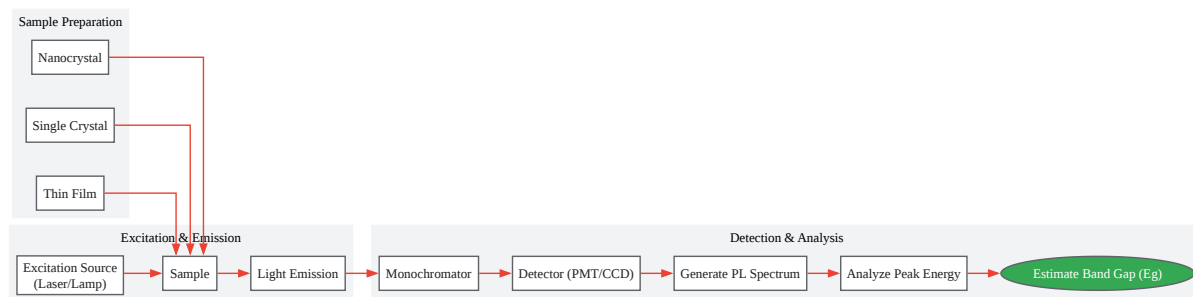 Sample Preparation
Nanocrystal
Single Crystal
Thin Film
Excitation & Emission
Excitation Source
(Laser/Lamp)
Sample
Light Emission
Detection & Analysis
Monochromator
Detector (PMT/CCD)
Generate PL Spectrum
Analyze Peak Energy
Estimate Band Gap (Eg)